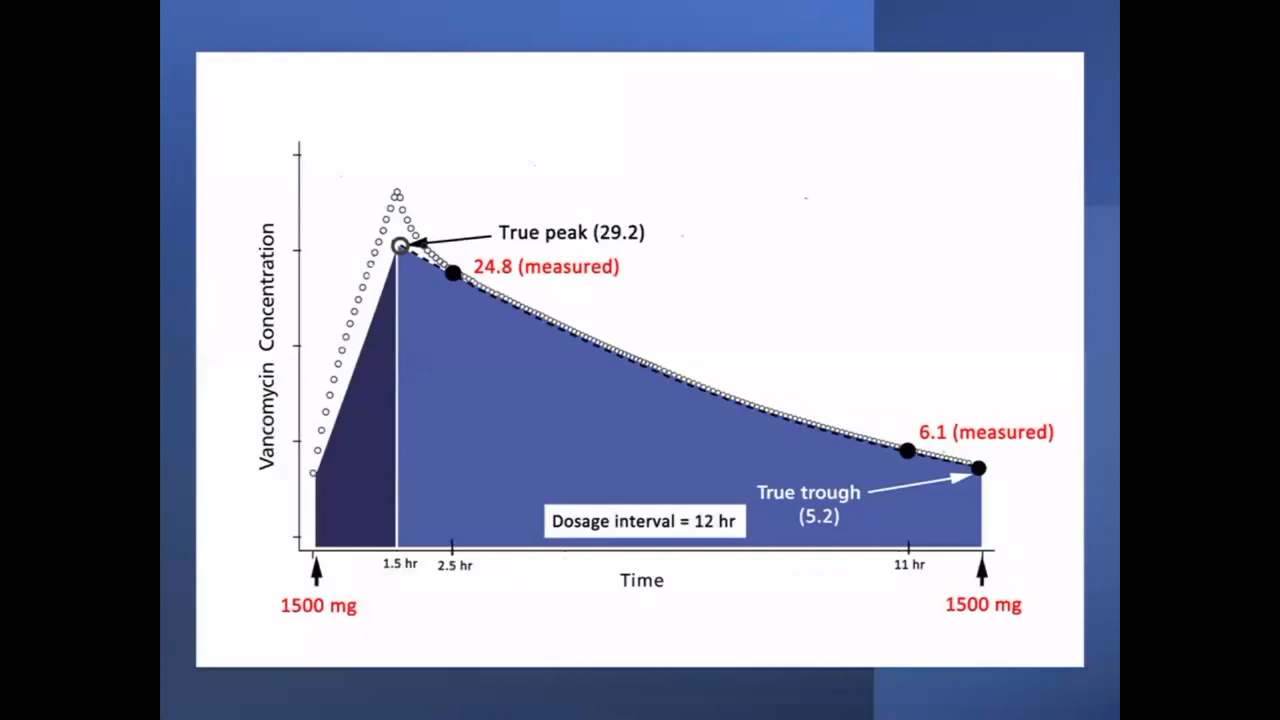 True peak (29.2)
24.8 (measured)
Vancomycin Concentration
6.1 (measured)
True trough
(5.2)
Dosage interval = 12 hr
1.5 hr
2.5 hr
11 hr
Time
1500 mg
1500 mg